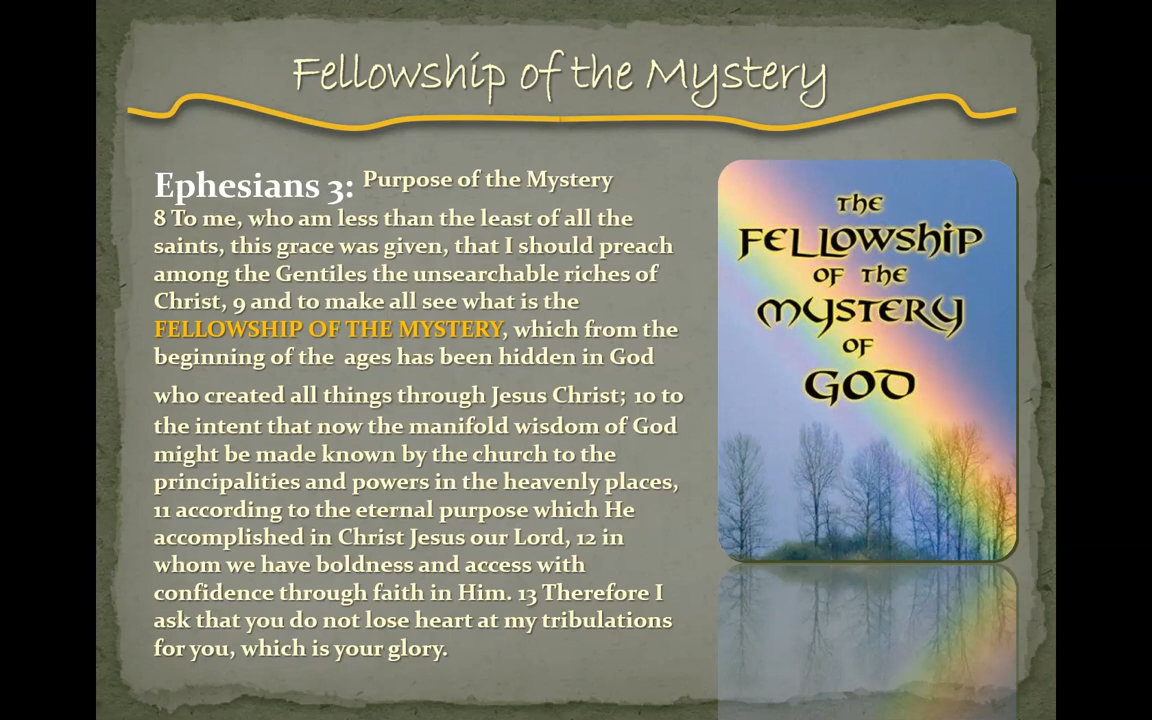 Fellowship of the Mystery
Ephesians 3: Purpose of the Mystery
8 To me, who am less than the least of all the
saints, this grace was given, that I should preach
among the Gentiles the unsearchable riches of
Christ, 9 and to make all see what is the
FELLOWSHIP OF THE MYSTERY, which from the
beginning of the ages has been hidden in God
who created all things through Jesus Christ; 10 to
the intent that now the manifold wisdom of God
might be made known by the church to the
principalities and powers in the heavenly places,
11 according to the eternal purpose which He
accomplished in Christ Jesus our Lord, 12 in
whom we have boldness and access with
confidence through faith in Him. 13 Therefore I
ask that you do not lose heart at my tribulations
for you, which is your glory.
THE
FELLOWSHIP
OF THE
MYSTERY
OF
GOD